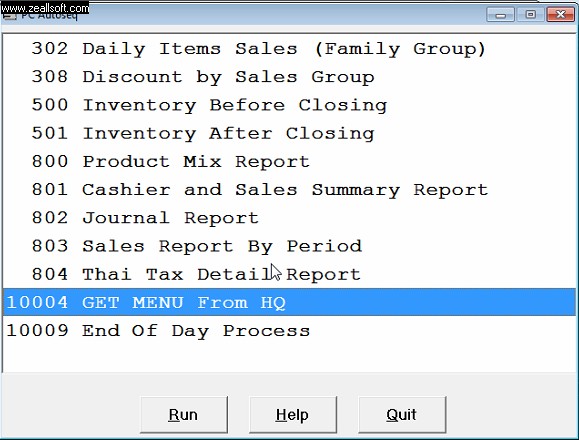 www.zeallsoft.com
PC Autoseq
302 Daily Items Sales (Family Group)
308 Discount by Sales Group
500 Inventory Before Closing
501 Inventory After Closing
800 Product Mix Report
801 Cashier and Sales Summary Report
802 Journal Report
803 Sales Report By Period
804 Thai Tax Detail Report
10004 GET MENU From HQ
10009 End Of Day Process
Run Help Quit